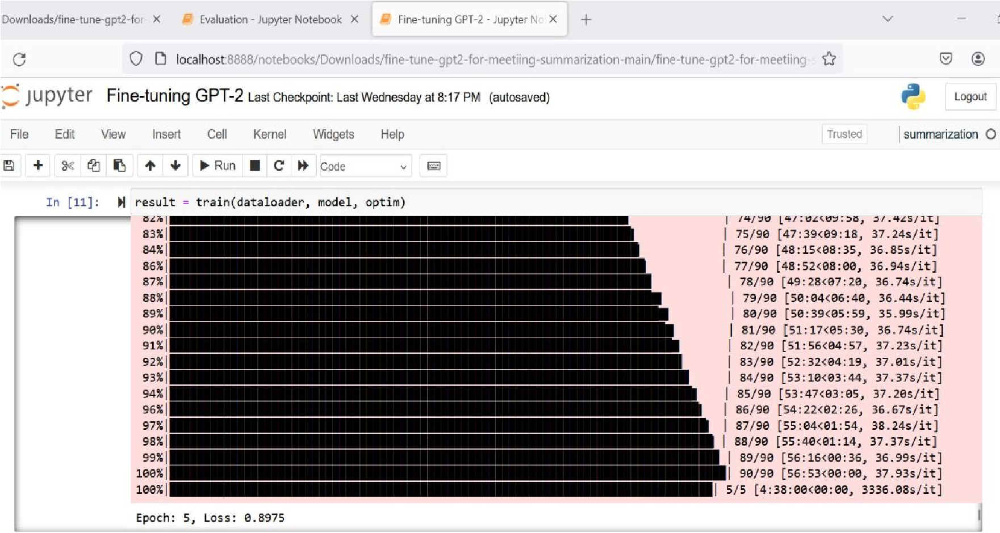 Downloads/fine-tune-gpt2-for-
Evaluation - Jupyter Notebook
Fine-tuning GPT-2 - Jupyter No
localhost:8888/notebooks/Downloads/fine-tune-gpt2-for-meetiing-summarization-main/fine-tune-gpt2-for-meetiing-s
jupyter Fine-tuning GPT-2 Last Checkpoint: Last Wednesday at 8:17 PM (autosaved)
Logout
File Edit View Insert Cell Kernel Widgets Help
Trusted
summarization
Run
Code
In [11]: result = train(dataloader, model, optim)
82%| | 74/90 [47:02<09:58, 37.42s/it]
83%| | 75/90 [47:39<09:18, 37.24s/it]
84%| | 76/90 [48:15<08:35, 36.85s/it]
86%| | 77/90 [48:52<08:00, 36.94s/it]
87%| | 78/90 [49:28<07:20, 36.74s/it]
88%| | 79/90 [50:04<06:40, 36.44s/it]
89%| | 80/90 [50:39<05:59, 35.99s/it]
90%| | 81/90 [51:17<05:30, 36.74s/it]
91%| | 82/90 [51:56<04:57, 37.23s/it]
92%| | 83/90 [52:32<04:19, 37.01s/it]
93%| | 84/90 [53:10<03:44, 37.37s/it]
94%| | 85/90 [53:47<03:05, 37.20s/it]
96%| | 86/90 [54:22<02:26, 36.67s/it]
97%| | 87/90 [55:04<01:54, 38.24s/it]
98%| | 88/90 [55:40<01:14, 37.37s/it]
99%| | 89/90 [56:16<00:36, 36.99s/it]
100%| | 90/90 [56:53<00:00, 37.93s/it]
100%| | 5/5 [4:38:00<00:00, 3336.08s/it]
Epoch: 5, Loss: 0.8975